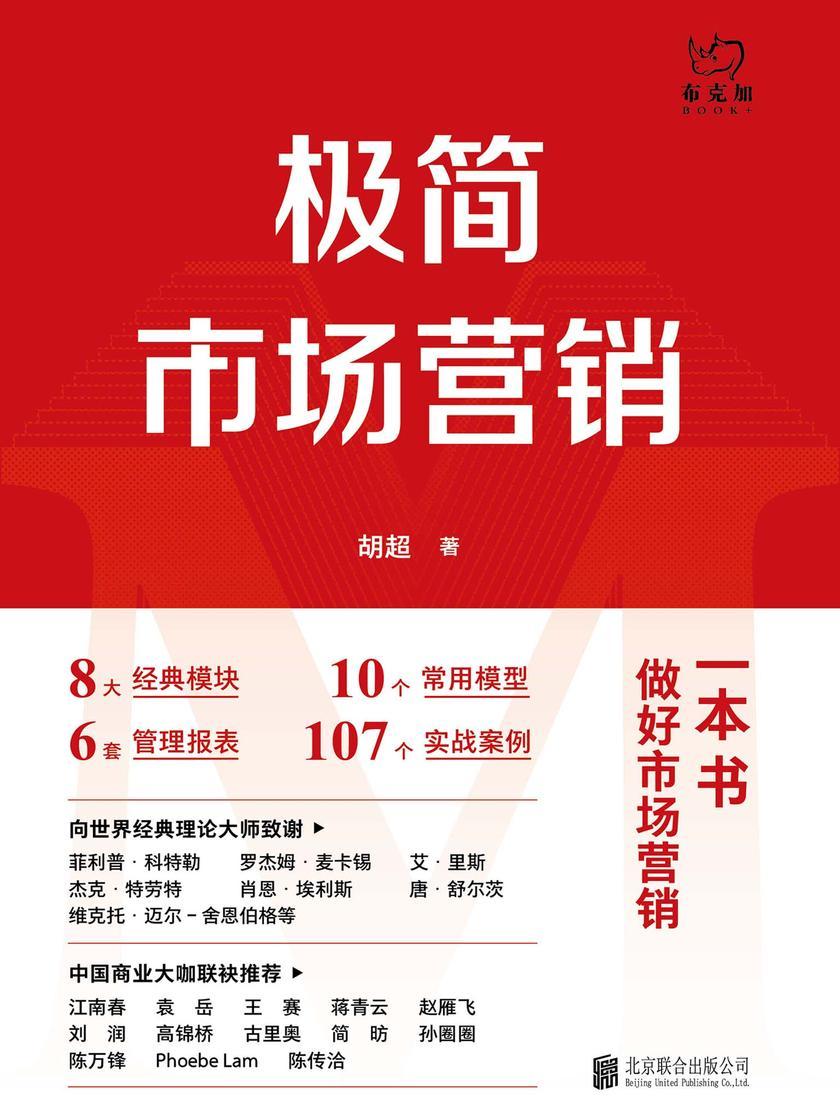 布克加
BOOK+
极简
市场营销
胡超 著
8大 经典模块 10个 常用模型
6套 管理报表 107个 实战案例
一本书
做好市场营销
向世界经典理论大师致谢 ▶
菲利普·科特勒 罗杰姆·麦卡锡 艾·里斯
杰克·特劳特 肖恩·埃利斯 唐·舒尔茨
维克托·迈尔-舍恩伯格等
中国商业大咖联袂推荐 ▶
江南春 袁岳 王赛 蒋青云 赵雁飞
刘润 高锦桥 古里奥 简昉 孙圈圈
陈万锋 Phoebe Lam 陈传洽
北京联合出版公司
Beijing United Publishing Co.,Ltd.